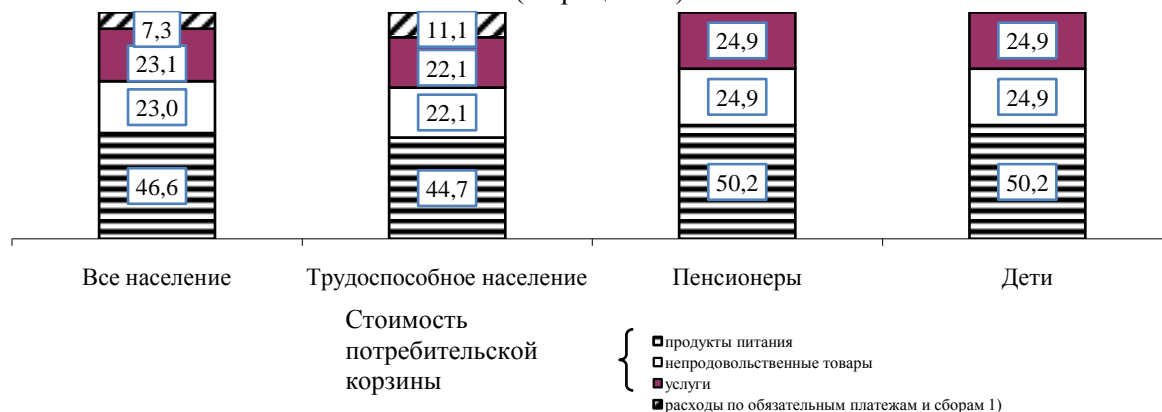 7,3
11,1
24,9
24,9
23,1
22,1
23,0
22,1
24,9
24,9
46,6
44,7
50,2
50,2
Все население
Трудоспособное население
Пенсионеры
Дети
Стоимость
потребительской
корзины
продукты питания
непродовольственные товары
услуги
расходы по обязательным платежам и сборам 1)